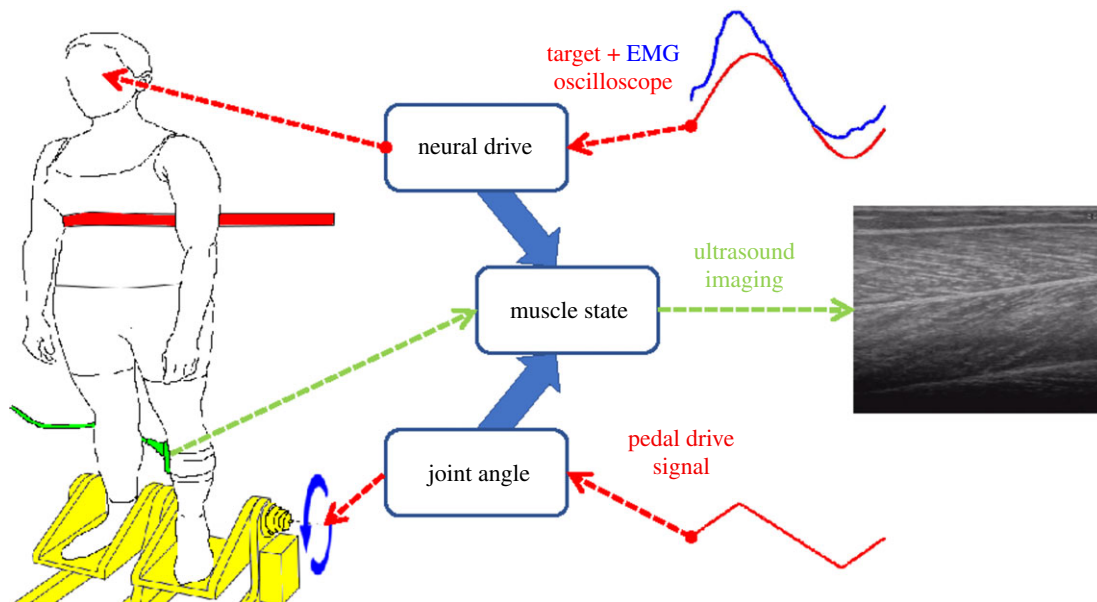 target + EMG
oscilloscope
neural drive
ultrasound
imaging
muscle state
pedal drive
signal
joint angle